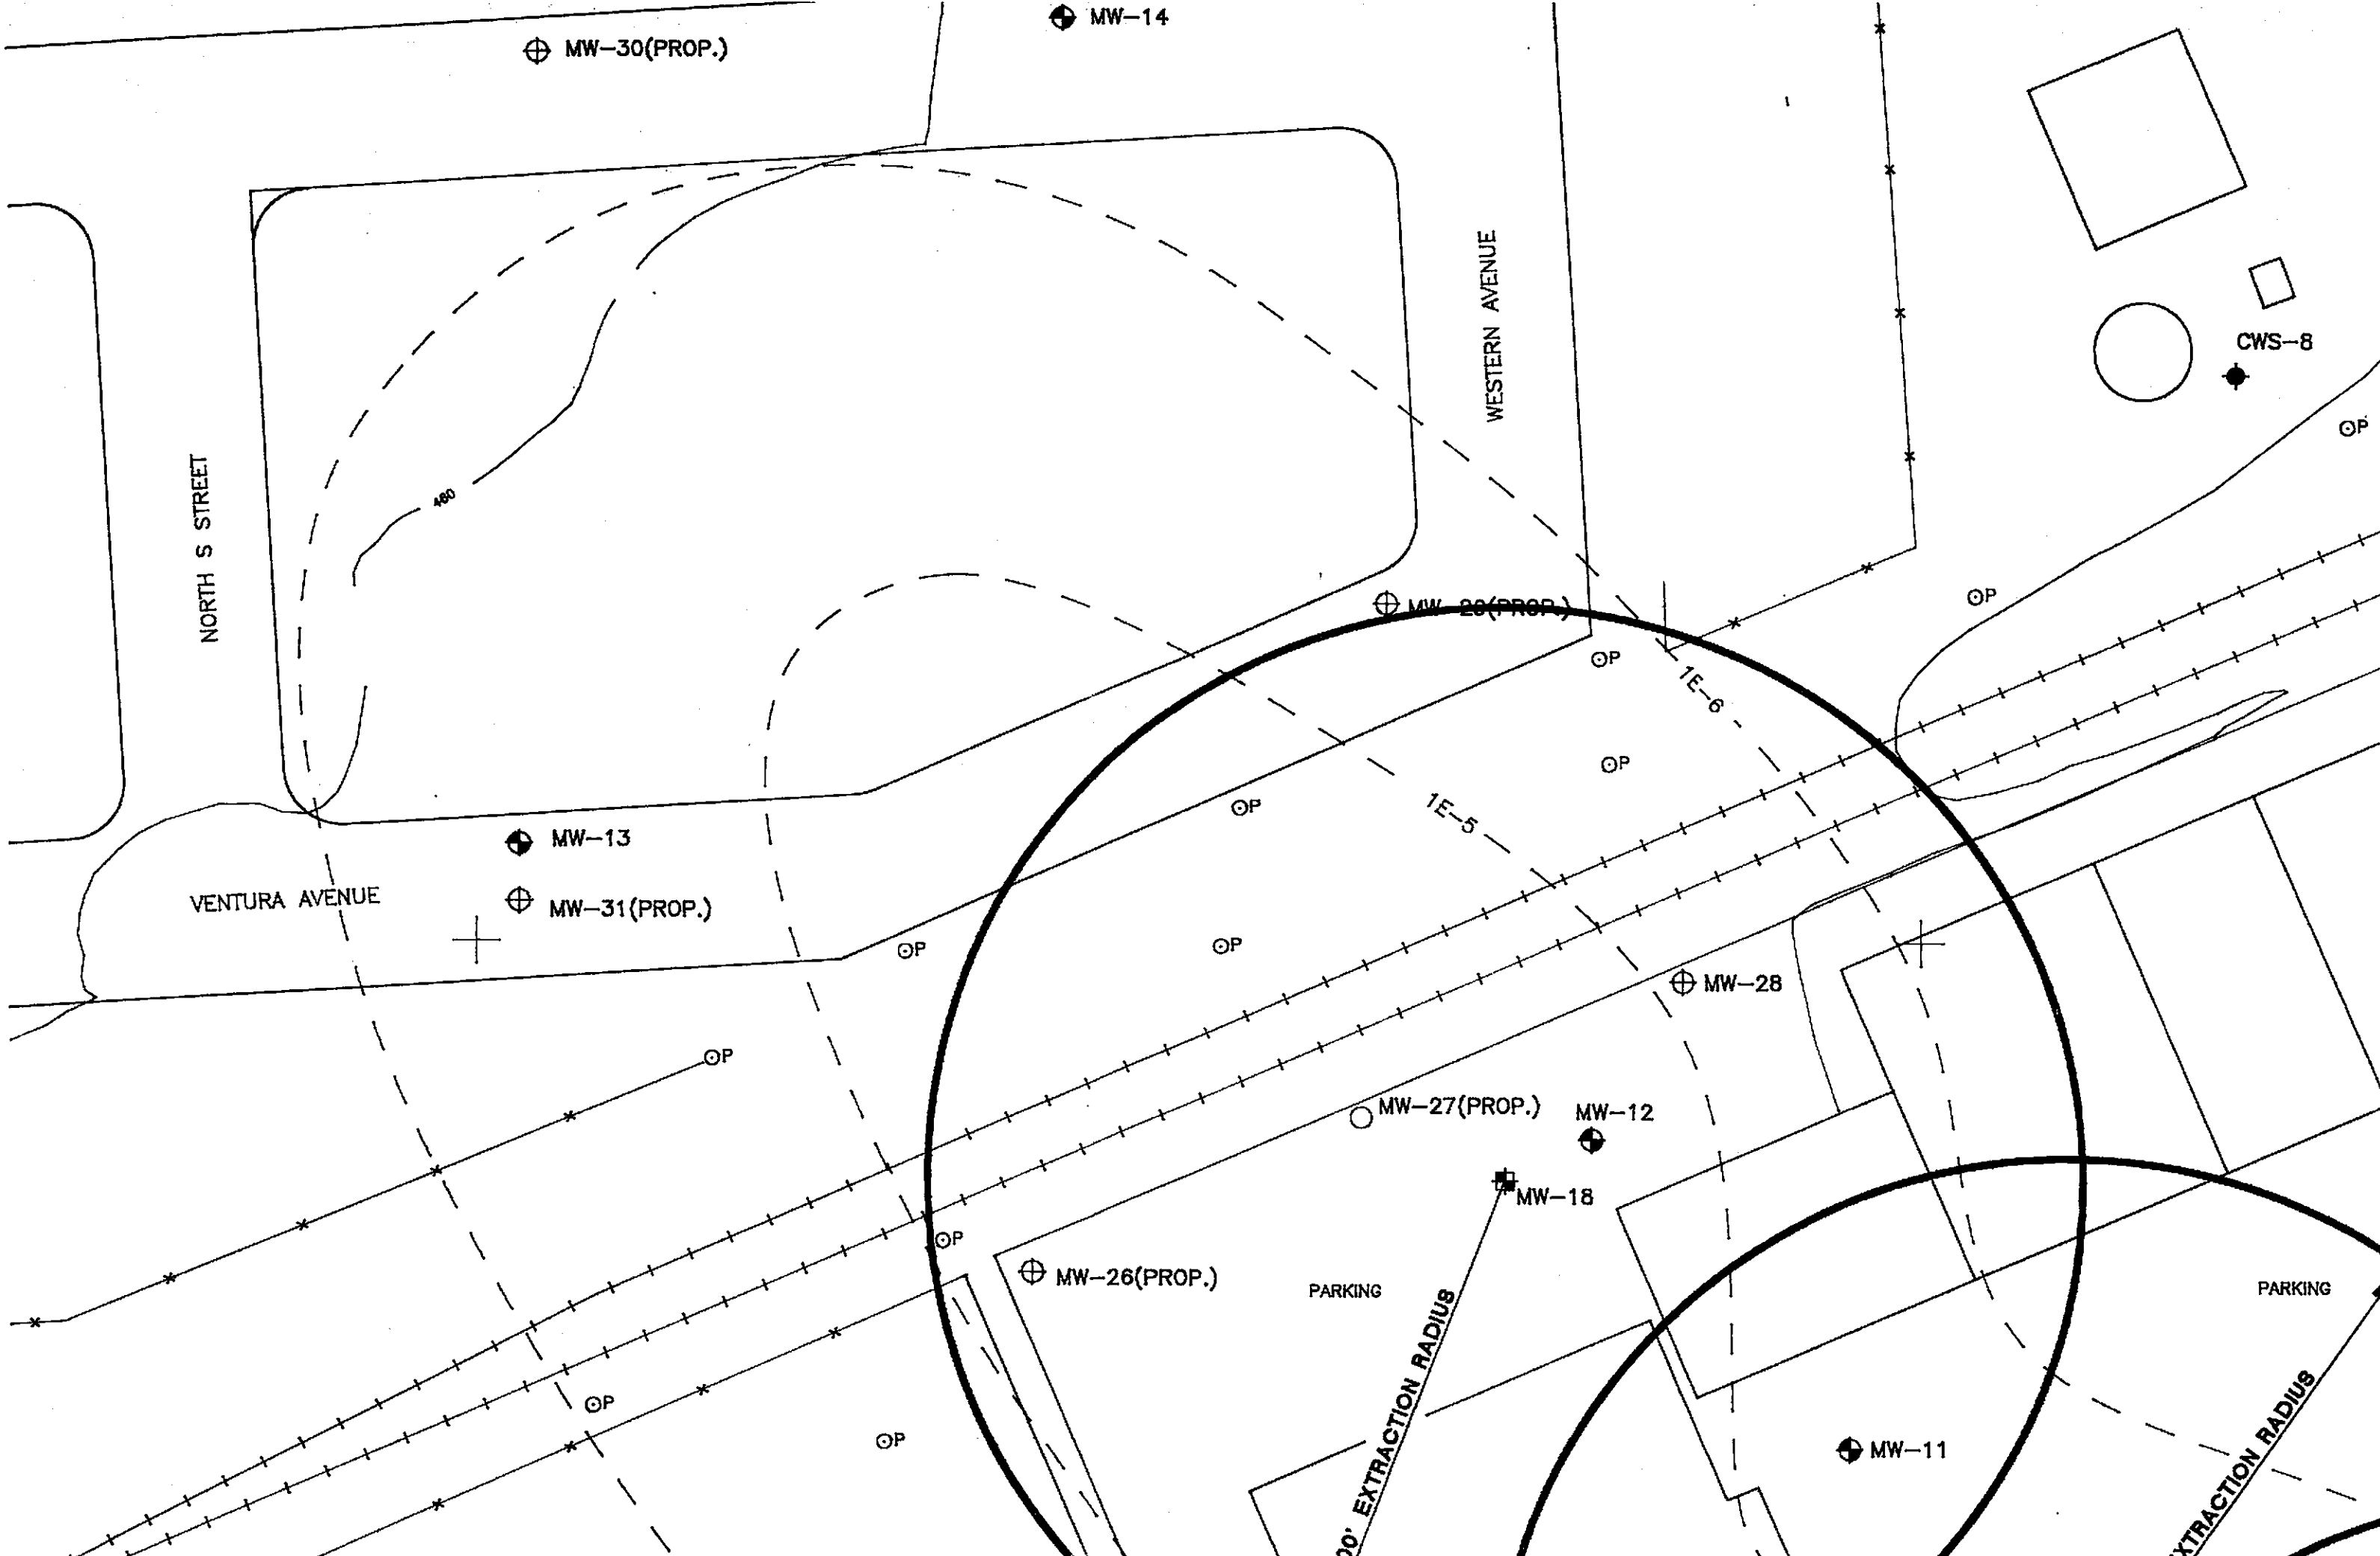 MW-14
MW-30(PROP.)
WESTERN AVENUE
CWS-8
P
NORTH S STREET
460
P
MW-29(PROP.)
P
1E-6
P
1E-5
P
MW-13
VENTURA AVENUE
MW-31(PROP.)
P
P
MW-28
P
MW-27(PROP.)
MW-12
MW-18
P
MW-26(PROP.)
PARKING
PARKING
00' EXTRACTION RADIUS
P
P
MW-11
XTRACTION RADIUS